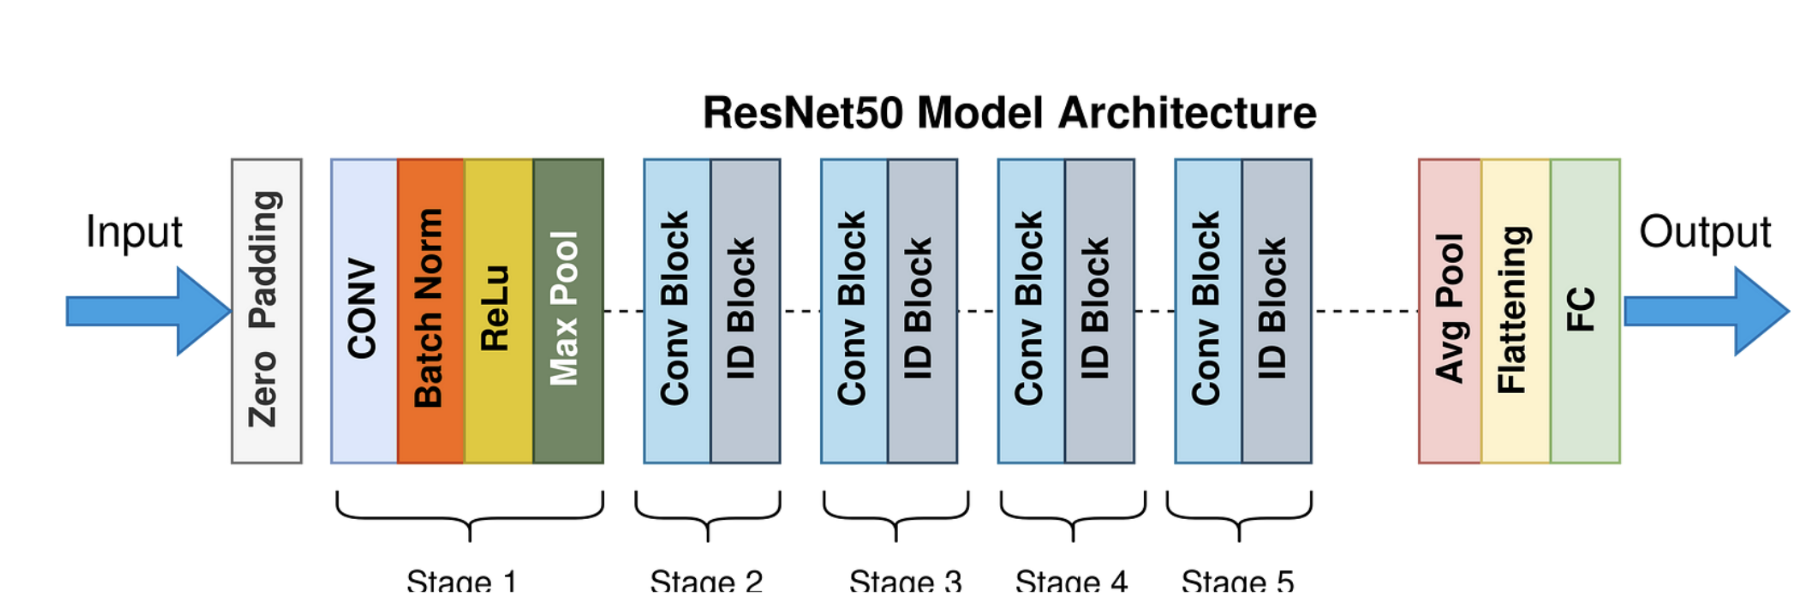 ResNet50 Model Architecture
Input
Zero Padding
CONV
Batch Norm
ReLu
Max Pool
Conv Block
ID Block
Conv Block
ID Block
Conv Block
ID Block
Conv Block
ID Block
Avg Pool
Flattening
FC
Output
Stage 1
Stage 2
Stage 3
Stage 4
Stage 5